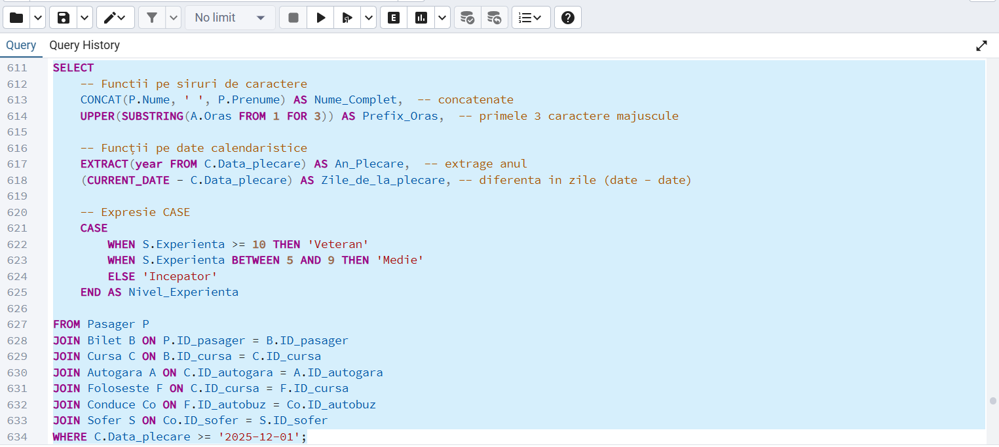 No limit
E
Query Query History
611 SELECT
612 -- Functii pe siruri de caractere
613 CONCAT(P.Nume, ' ', P.Prenume) AS Nume_Complet,  -- concatenate
614 UPPER(SUBSTRING(A.Oras FROM 1 FOR 3)) AS Prefix_Oras,  -- primele 3 caractere majuscule
615
616 -- Funcții pe date calendaristice
617 EXTRACT(year FROM C.Data_plecare) AS An_Plecare,  -- extrage anul
618 (CURRENT_DATE - C.Data_plecare) AS Zile_de_la_plecare, -- diferenta in zile (date - date)
619
620 -- Expresie CASE
621 CASE
622 WHEN S.Experienta >= 10 THEN 'Veteran'
623 WHEN S.Experienta BETWEEN 5 AND 9 THEN 'Medie'
624 ELSE 'Incepator'
625 END AS Nivel_Experienta
626
627 FROM Pasager P
628 JOIN Bilet B ON P.ID_pasager = B.ID_pasager
629 JOIN Cursa C ON B.ID_cursa = C.ID_cursa
630 JOIN Autogara A ON C.ID_autogara = A.ID_autogara
631 JOIN Foloseste F ON C.ID_cursa = F.ID_cursa
632 JOIN Conduce Co ON F.ID_autobuz = Co.ID_autobuz
633 JOIN Sofer S ON Co.ID_sofer = S.ID_sofer
634 WHERE C.Data_plecare >= '2025-12-01';